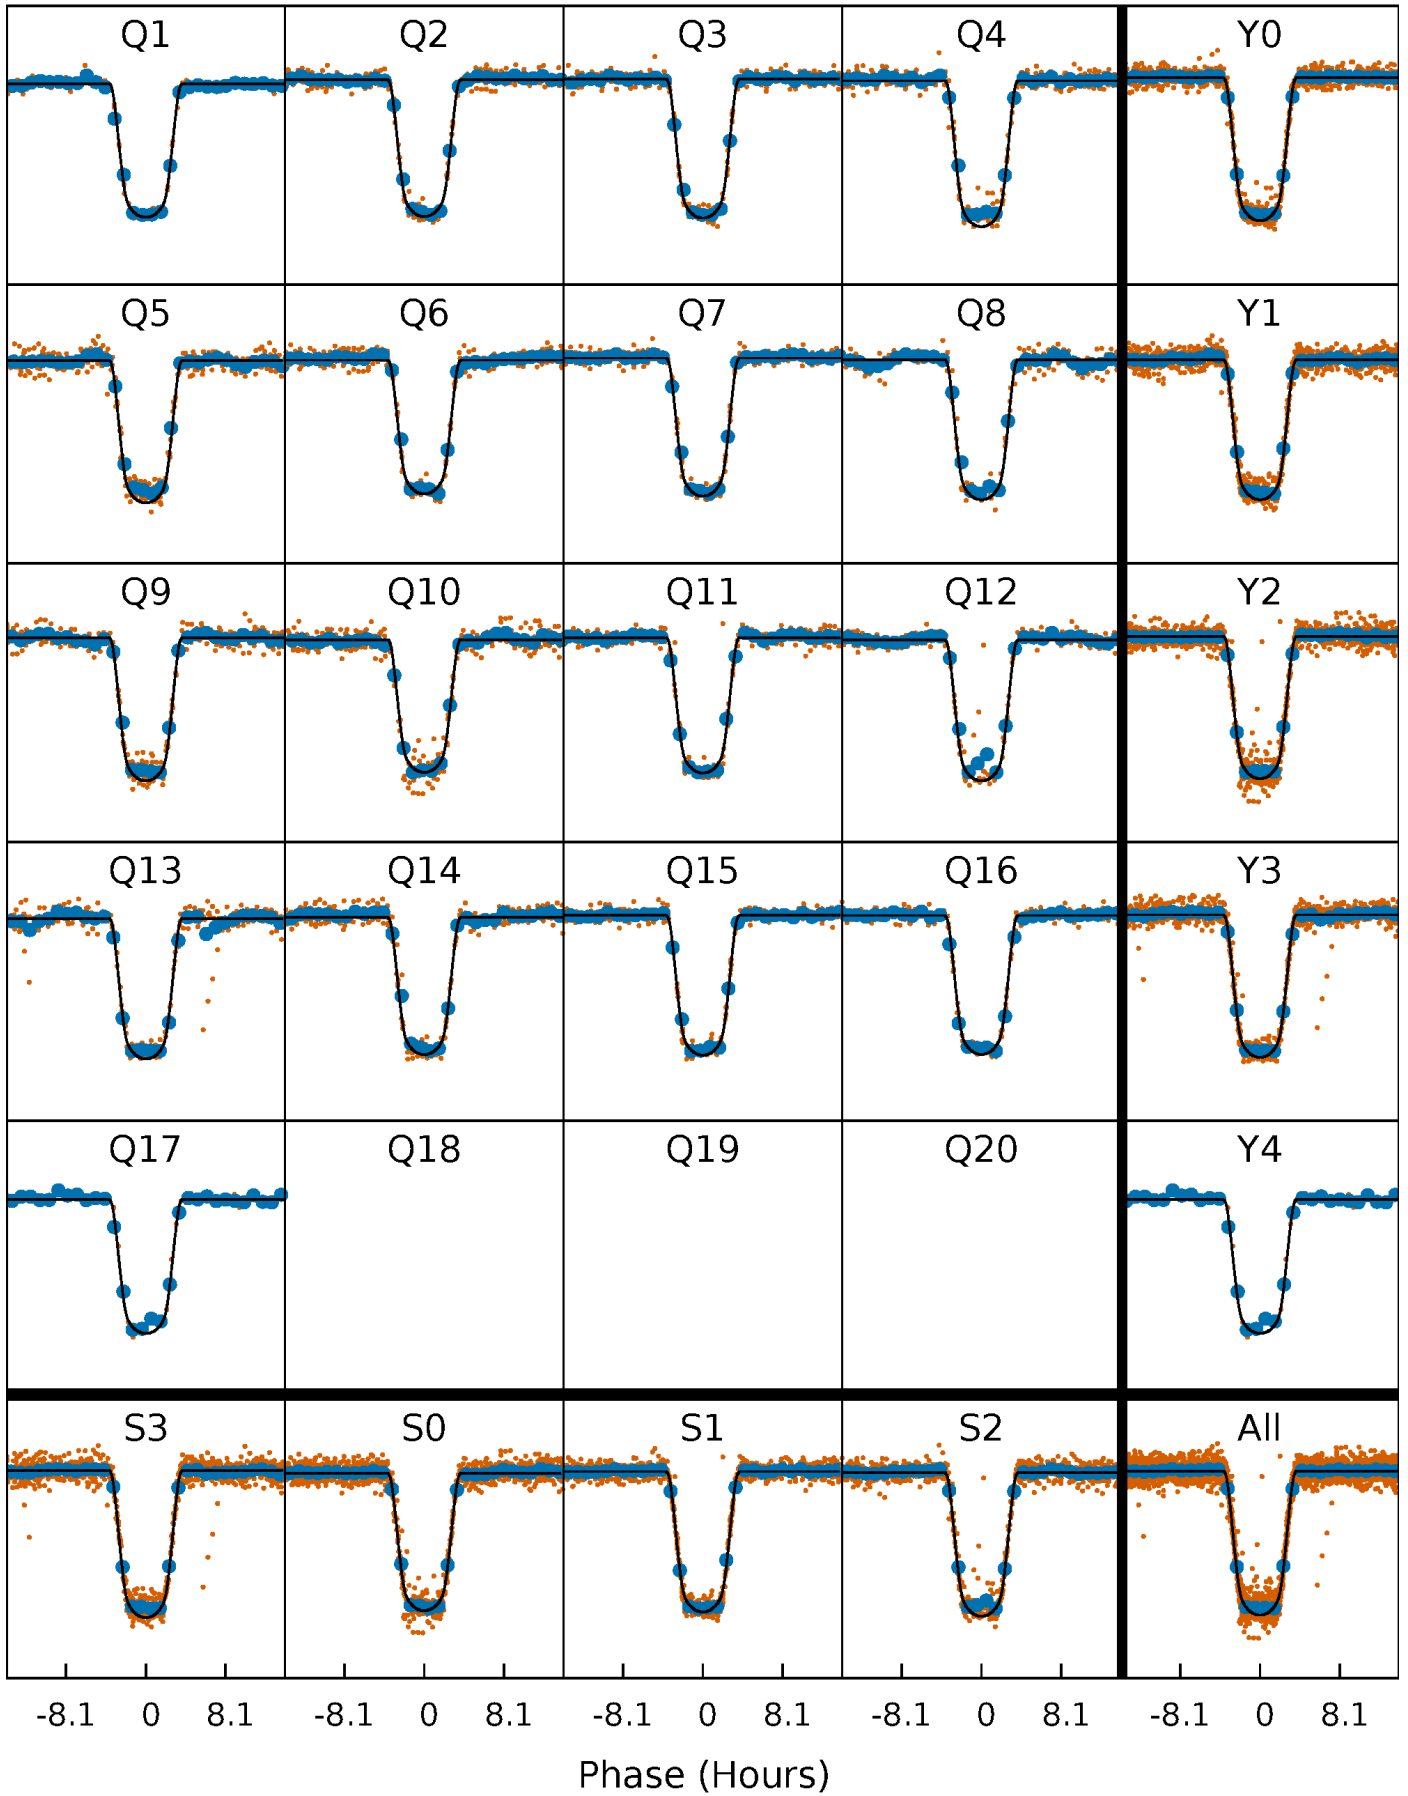 Q1 Q2 Q3 Q4 Y0
Q5 Q6 Q7 Q8 Y1
Q9 Q10 Q11 Q12 Y2
Q13 Q14 Q15 Q16 Y3
Q17 Q18 Q19 Q20 Y4
S3 S0 S1 S2 All
-8.1 0 8.1 -8.1 0 8.1 -8.1 0 8.1 -8.1 0 8.1 -8.1 0 8.1
Phase (Hours)